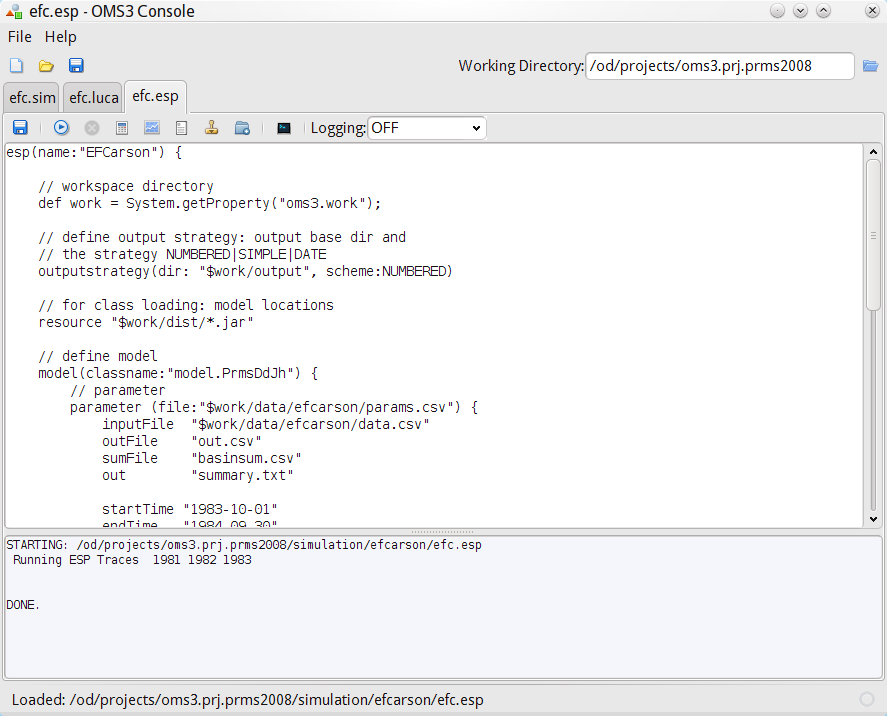 efc.esp - OMS3 Console
File Help
Working Directory: /od/projects/oms3.prj.prms2008
efc.sim efc.luca efc.esp
Logging: OFF
esp(name:"EFCarson") {
// workspace directory
def work = System.getProperty("oms3.work");
// define output strategy: output base dir and
// the strategy NUMBERED|SIMPLE|DATE
outputstrategy(dir: "$work/output", scheme:NUMBERED)
// for class loading: model locations
resource "$work/dist/*.jar"
// define model
model(classname:"model.PrmsDdJh") {
// parameter
parameter (file:"$work/data/efcarson/params.csv") {
inputFile "$work/data/efcarson/data.csv"
outFile "out.csv"
sumFile "basinsum.csv"
out "summary.txt"
startTime "1983-10-01"
endTime "1984-09-30"
STARTING: /od/projects/oms3.prj.prms2008/simulation/efcarson/efc.esp
Running ESP Traces 1981 1982 1983
DONE.
Loaded: /od/projects/oms3.prj.prms2008/simulation/efcarson/efc.esp